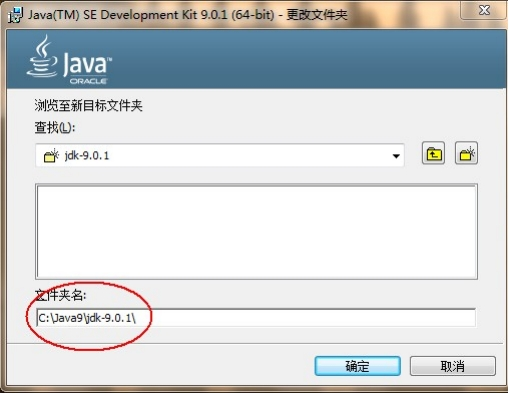 Java(TM) SE Development Kit 9.0.1 (64-bit) - 更改文件夹
Java™
ORACLE
浏览至新目标文件夹
查找(L):
jdk-9.0.1
文件夹名:
C:\Java9\jdk-9.0.1\
确定
取消